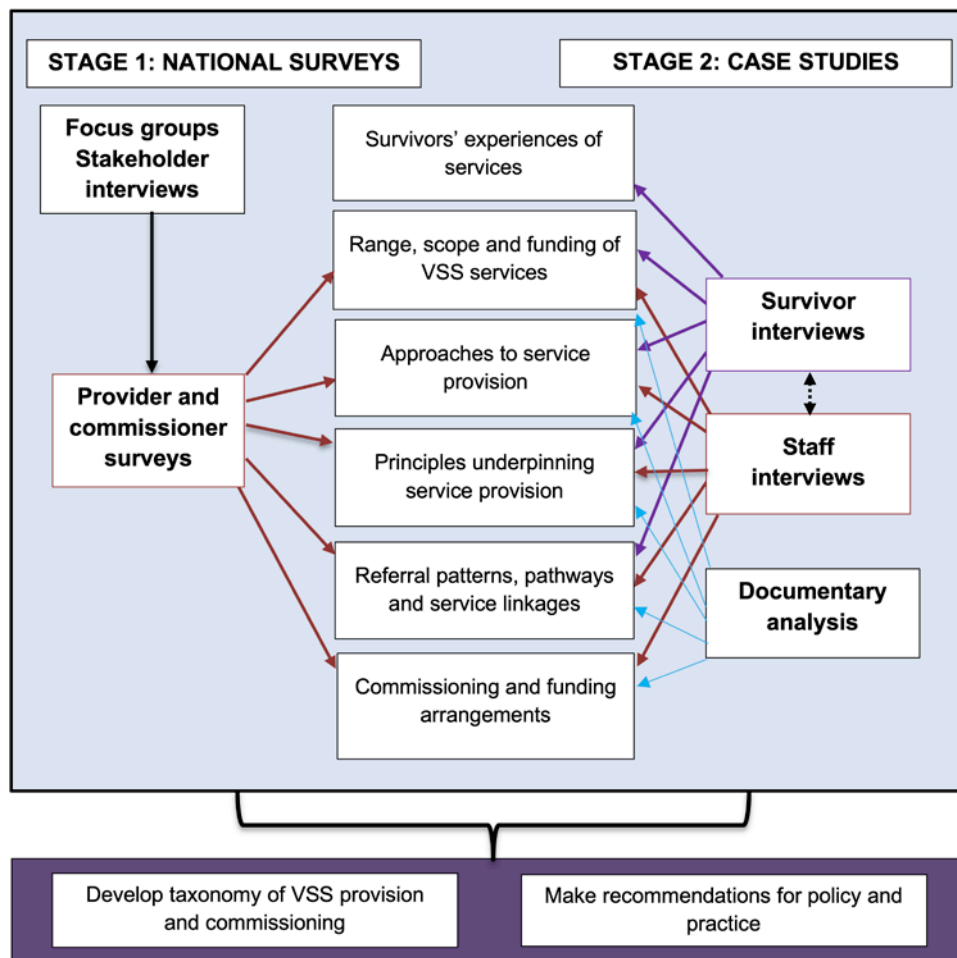 STAGE 1: NATIONAL SURVEYS
STAGE 2: CASE STUDIES
Focus groups
Stakeholder
interviews
Provider and
commissioner
surveys
Survivors’ experiences of
services
Range, scope and funding of
VSS services
Approaches to service
provision
Principles underpinning
service provision
Referral patterns, pathways
and service linkages
Commissioning and funding
arrangements
Survivor
interviews
Staff
interviews
Documentary
analysis
Develop taxonomy of VSS provision
and commissioning
Make recommendations for policy and
practice